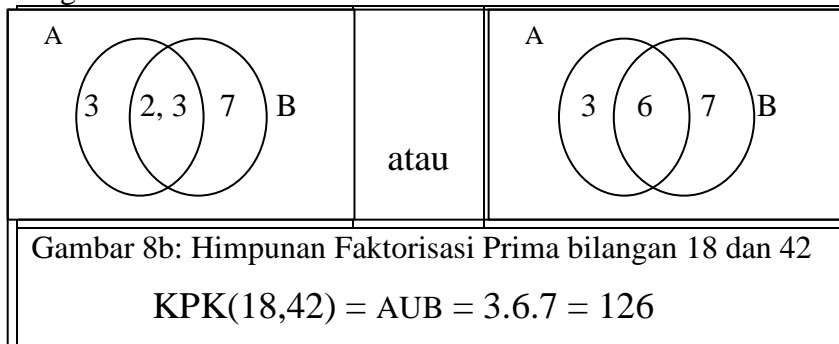 A
3 2, 3 7 B
atau
A
3 6 7 B
Gambar 8b: Himpunan Faktorisasi Prima bilangan 18 dan 42
KPK(18,42) = AUB = 3.6.7 = 126